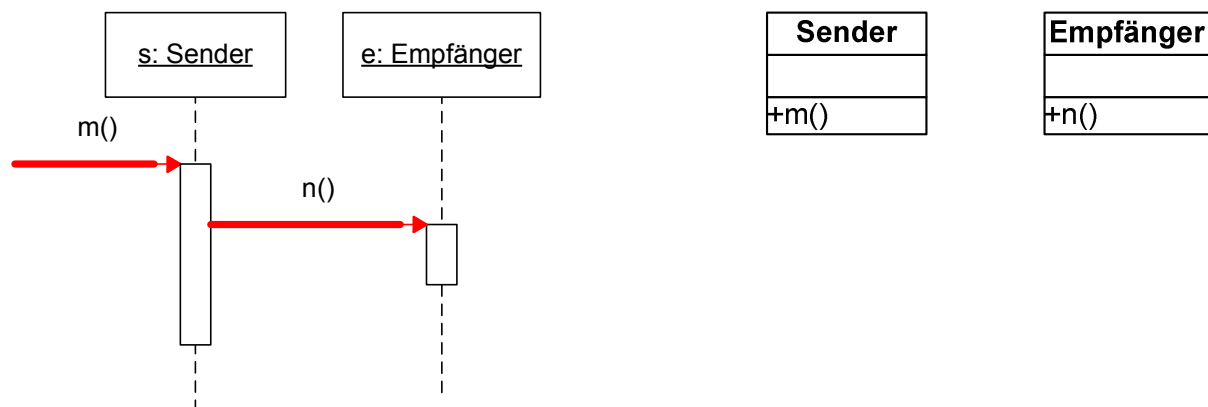 s: Sender
e: Empfänger
m()
n()
Sender
+m()
Empfänger
+n()